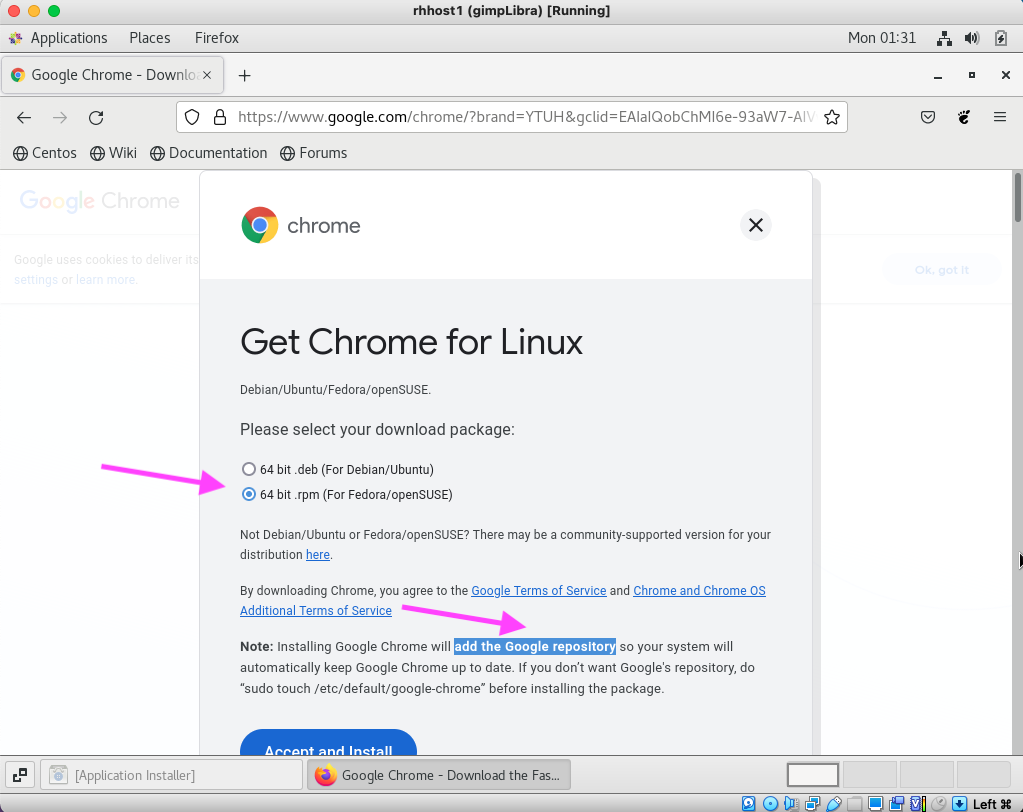 rhhost1 (gimpLibra) [Running]
Applications Places Firefox Mon 01:31
Google Chrome - Downlo
https://www.google.com/chrome/?brand=YTUH&gclid=EAIaIQobChMI6e-93aW7-AIV
Centos Wiki Documentation Forums
Google Chrome
Google uses cookies to deliver its
settings or learn more.
Ok, got it
chrome
Get Chrome for Linux
Debian/Ubuntu/Fedora/openSUSE.
Please select your download package:
64 bit .deb (For Debian/Ubuntu)
64 bit .rpm (For Fedora/openSUSE)
Not Debian/Ubuntu or Fedora/openSUSE? There may be a community-supported version for your
distribution here.
By downloading Chrome, you agree to the Google Terms of Service and Chrome and Chrome OS
Additional Terms of Service
Note: Installing Google Chrome will add the Google repository so your system will
automatically keep Google Chrome up to date. If you don’t want Google's repository, do
“sudo touch /etc/default/google-chrome” before installing the package.
Accept and Install
[Application Installer] Google Chrome - Download the Fas...
Left ⌘